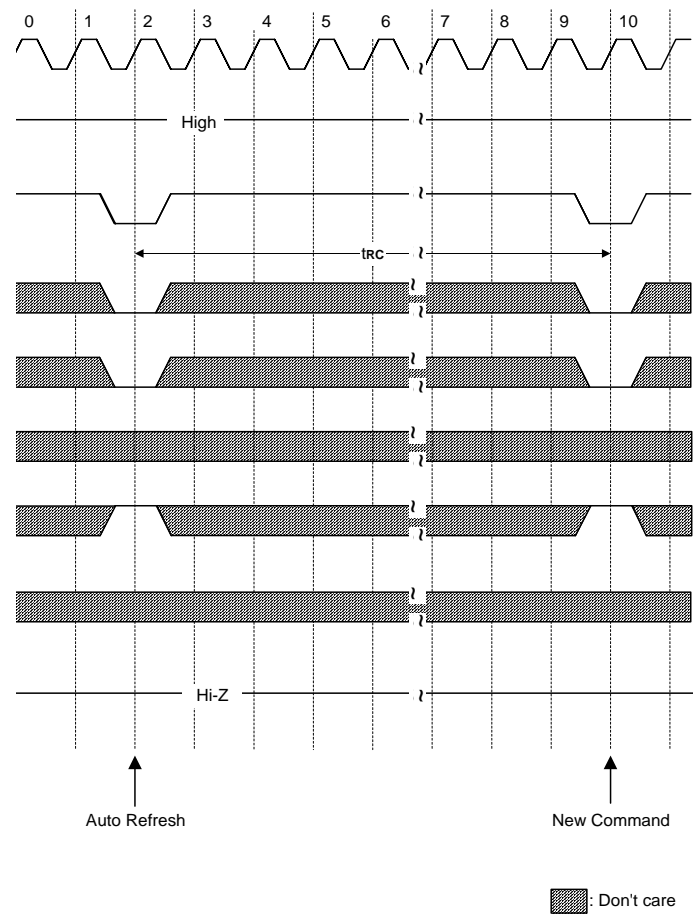 0 1 2 3 4 5 6 7 8 9 10
High
tRC
Hi-Z
Auto Refresh New Command
: Don't care